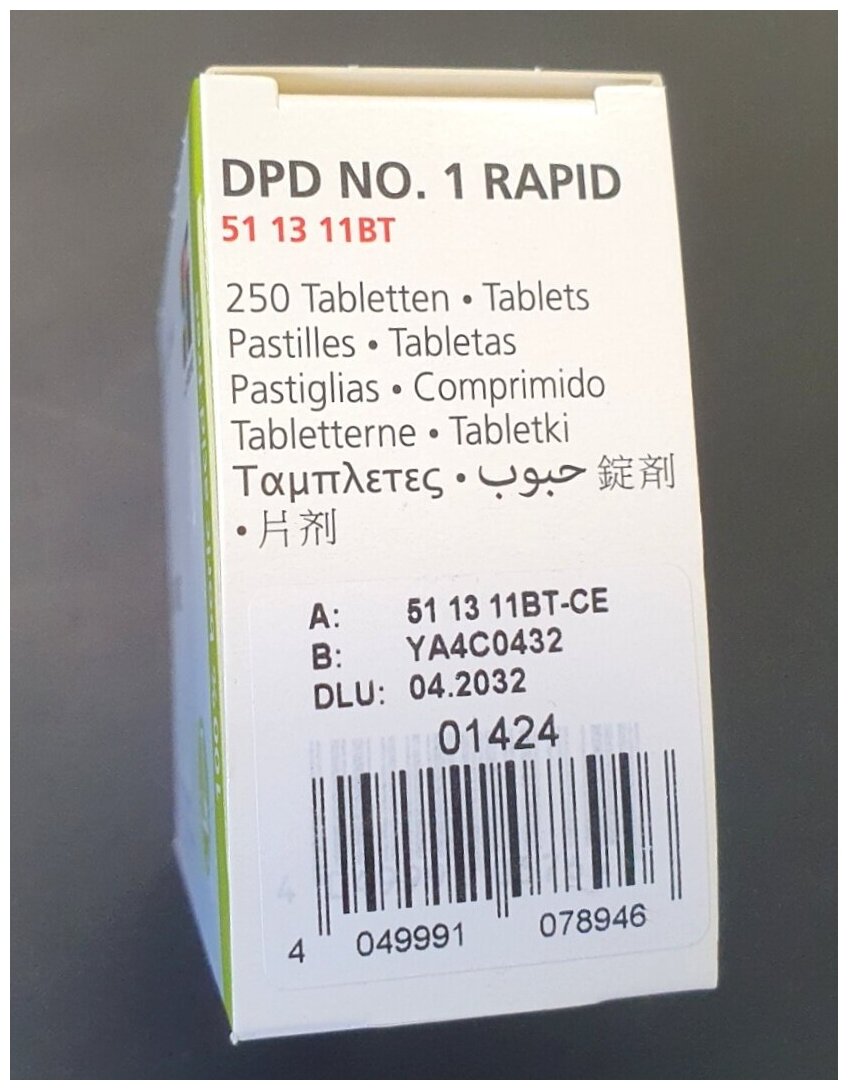 DPD NO. 1 RAPID
51 13 11BT
250 Tabletten • Tablets
Pastilles • Tabletas
Pastiglias • Comprimido
Tabletterne • Tabletki
Ταμπλετες • حبوب 錠剤
• 片剂
A: 51 13 11BT-CE
B: YA4C0432
DLU: 04.2032
01424
4 049991 078946